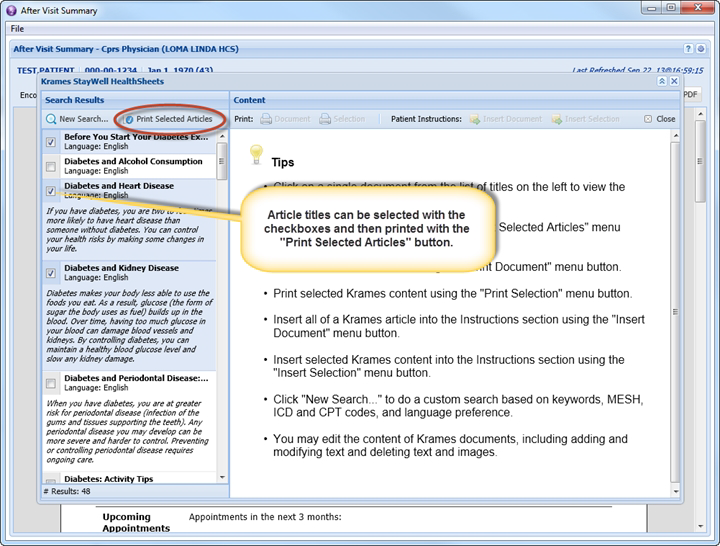 After Visit Summary
File
After Visit Summary - Cprs Physician (LOMA LINDA HCS)
TEST,PATIENT 000-00-1234 Jan 1, 1970 (43) Last Refreshed Sep 22, 13@16:59:15
Krames StayWell HealthSheets
Enco
PDF
Search Results
New Search...
Print Selected Articles
Before You Start Your Diabetes Ex...
Language: English
Diabetes and Alcohol Consumption
Language: English
Diabetes and Heart Disease
Language: English
If you have diabetes, you are two to four times
more likely to have heart disease than
someone without diabetes. You can control
your health risks by making some changes in
your life.
Diabetes and Kidney Disease
Language: English
Diabetes makes your body less able to use the
foods you eat. As a result, glucose (the form of
sugar the body uses as fuel) builds up in the
blood. Over time, having too much glucose in
your blood can damage blood vessels and
kidneys. By controlling diabetes, you can
maintain a healthy blood glucose level and
slow any kidney damage.
Diabetes and Periodontal Disease:...
Language: English
When you have diabetes, you are at greater
risk for periodontal disease (infection of the
gums and tissues supporting the teeth). Any
periodontal disease you may develop can be
more severe and harder to control. Preventing
or controlling periodontal disease requires
ongoing care.
Diabetes: Activity Tips
Language: English
# Results: 48
Content
Print: Document Selection Patient Instructions: Insert Document Insert Selection Close
Tips
• Click on a single document from the list of titles on the left to view the
Selected Articles" menu
Document" menu button.
• Print selected Krames content using the "Print Selection" menu button.
• Insert all of a Krames article into the Instructions section using the "Insert
Document" menu button.
• Insert selected Krames content into the Instructions section using the
"Insert Selection" menu button.
• Click "New Search..." to do a custom search based on keywords, MESH,
ICD and CPT codes, and language preference.
• You may edit the content of Krames documents, including adding and
modifying text and deleting text and images.
Article titles can be selected with the
checkboxes and then printed with the
"Print Selected Articles" button.
Upcoming
Appointments
Appointments in the next 3 months: